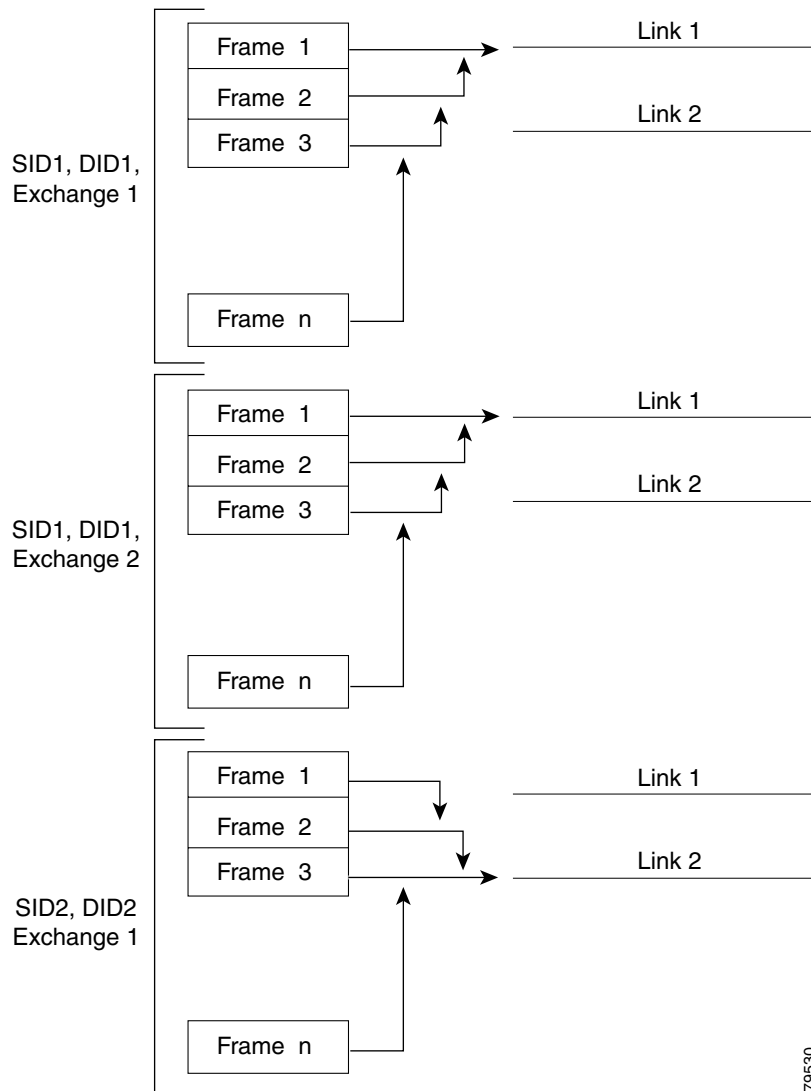 Frame 1
Link 1
Frame 2
Link 2
Frame 3
SID1, DID1,
Exchange 1
Frame n
Frame 1
Link 1
Frame 2
Link 2
Frame 3
SID1, DID1,
Exchange 2
Frame n
Frame 1
Link 1
Frame 2
Link 2
Frame 3
SID2, DID2
Exchange 1
Frame n
79530